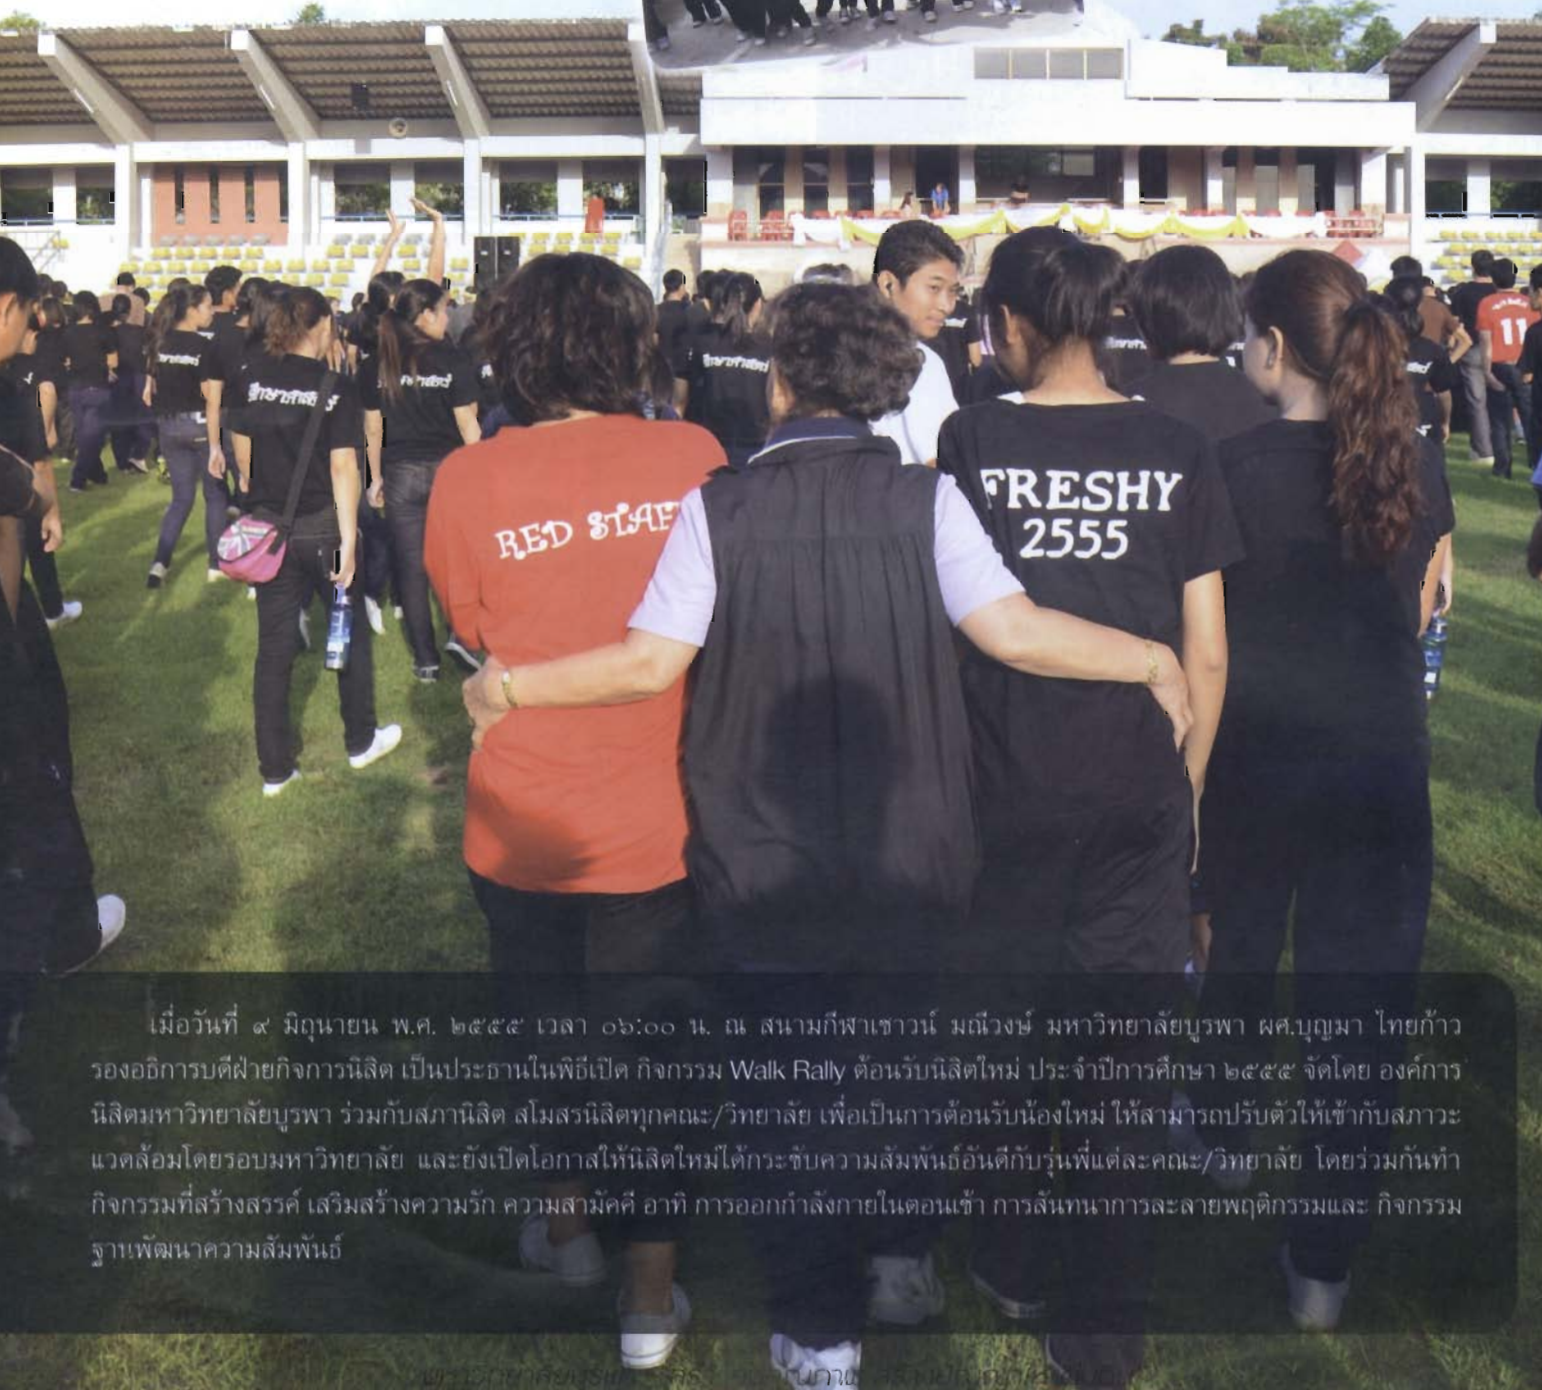 ศึกษาศาสตร์
ศึกษาศาสตร์
RED STAFF
FRESHY
2555
11
เมื่อวันที่ ๙ มิถุนายน พ.ศ. ๒๕๕๕ เวลา ๐๖:๐๐ น. ณ สนามกีฬาเชาวน์ มณีวงษ์ มหาวิทยาลัยบูรพา ผศ.บุญมา ไทยก้าว
รองอธิการบดีฝ่ายกิจการนิสิต เป็นประธานในพิธีเปิด กิจกรรม Walk Rally ต้อนรับนิสิตใหม่ ประจำปีการศึกษา ๒๕๕๕ จัดโดย องค์การ
นิสิตมหาวิทยาลัยบูรพา ร่วมกับสภานิสิต สโมสรนิสิตทุกคณะ/วิทยาลัย เพื่อเป็นการต้อนรับน้องใหม่ ให้สามารถปรับตัวให้เข้ากับสภาวะ
แวดล้อมโดยรอบมหาวิทยาลัย และยังเปิดโอกาสให้นิสิตใหม่ได้กระชับความสัมพันธ์อันดีกับรุ่นพี่แต่ละคณะ/วิทยาลัย โดยร่วมกันทำ
กิจกรรมที่สร้างสรรค์ เสริมสร้างความรัก ความสามัคคี อาทิ การออกกำลังกายในตอนเช้า การสันทนาการละลายพฤติกรรมและ กิจกรรม
ฐานพัฒนาความสัมพันธ์